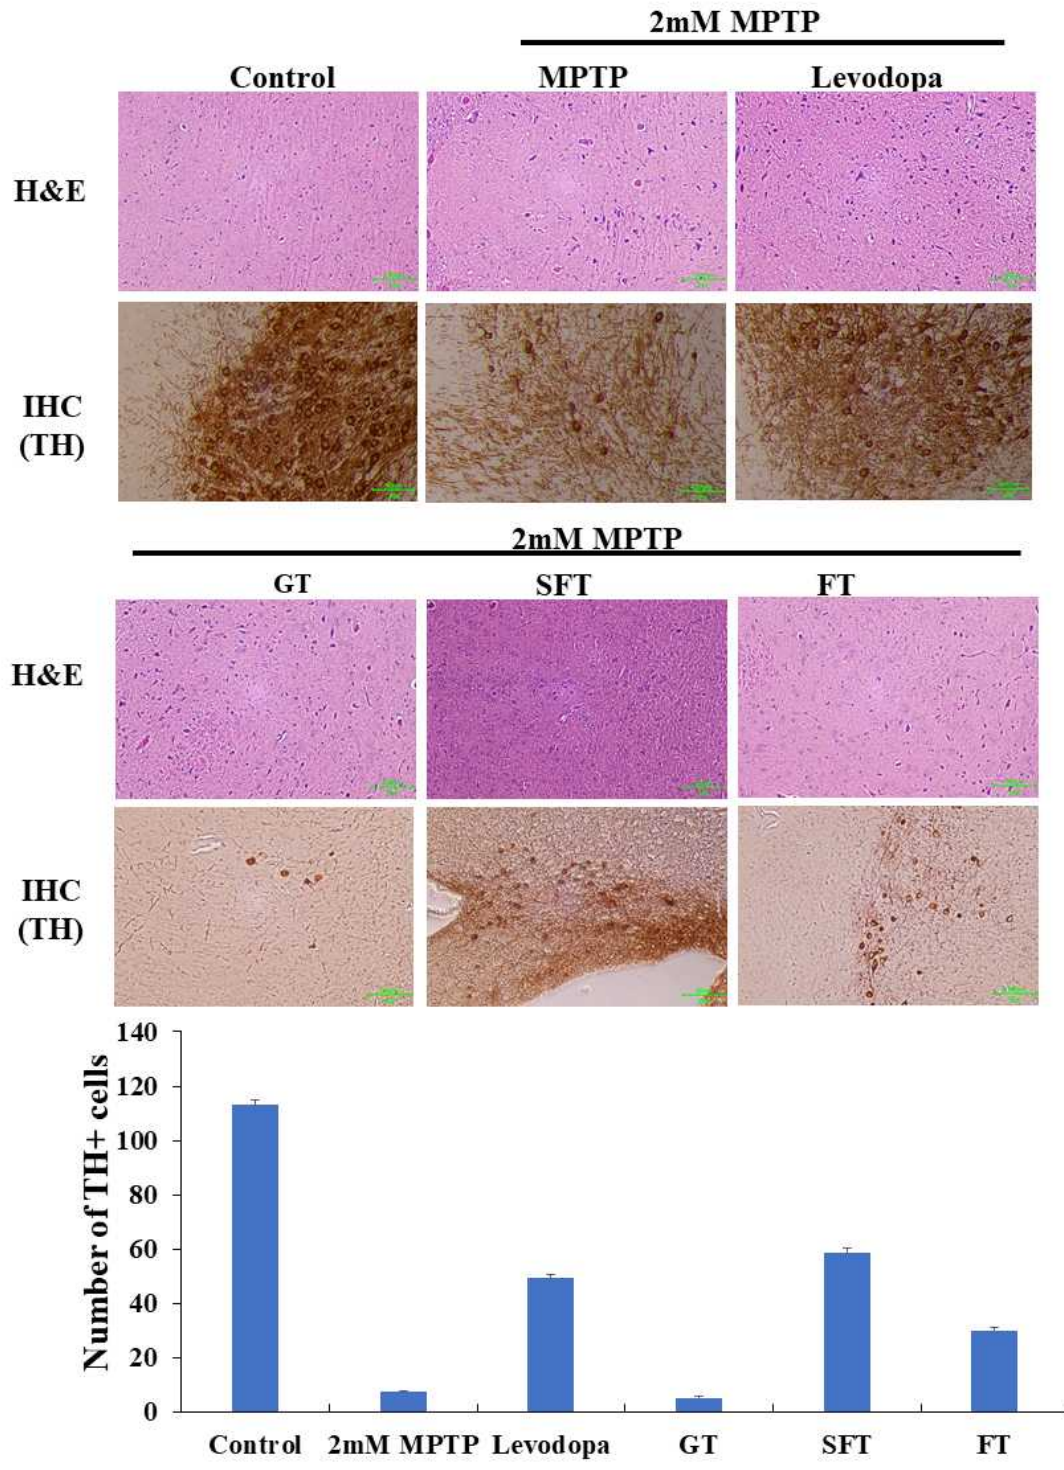 2mM MPTP
Control MPTP Levodopa
H&E
IHC
(TH)
2mM MPTP
GT SFT FT
H&E
IHC
(TH)
Number of TH+ cells
140
120
100
80
60
40
20
0
Control 2mM MPTP Levodopa GT SFT FT